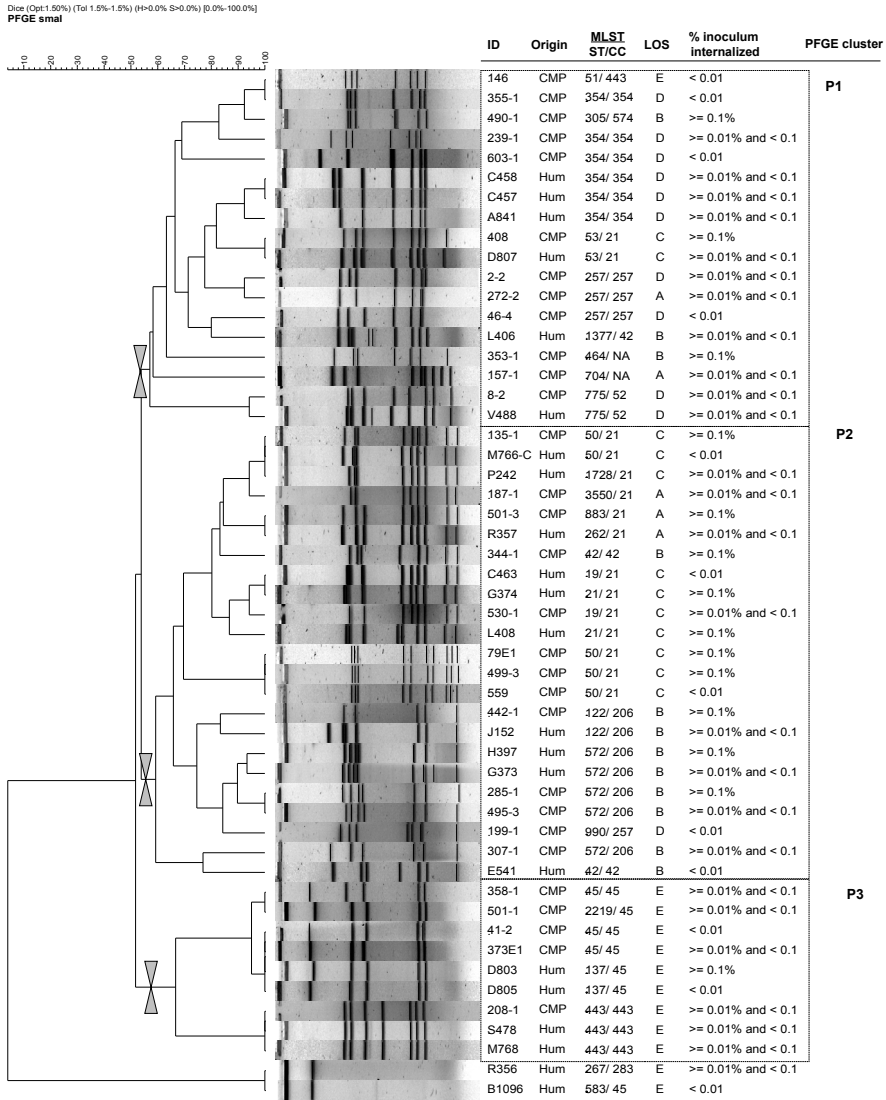 Dice (Opt:1.50%) (Tol 1.5%-1.5%) (H>0.0% S>0.0%) [0.0%-100.0%]
PFGE smaI
10 20 30 40 50 60 70 80 90 100
ID Origin MLST ST/CC LOS % inoculum internalized PFGE cluster
146 CMP 51/ 443 E < 0.01 P1
355-1 CMP 354/ 354 D < 0.01
490-1 CMP 305/ 574 B >= 0.1%
239-1 CMP 354/ 354 D >= 0.01% and < 0.1
603-1 CMP 354/ 354 D < 0.01
C458 Hum 354/ 354 D >= 0.01% and < 0.1
C457 Hum 354/ 354 D >= 0.01% and < 0.1
A841 Hum 354/ 354 D >= 0.01% and < 0.1
408 CMP 53/ 21 C >= 0.1%
D807 Hum 53/ 21 C >= 0.01% and < 0.1
2-2 CMP 257/ 257 D >= 0.01% and < 0.1
272-2 CMP 257/ 257 A >= 0.01% and < 0.1
46-4 CMP 257/ 257 D < 0.01
L406 Hum 1377/ 42 B >= 0.01% and < 0.1
353-1 CMP 464/ NA B >= 0.1%
157-1 CMP 704/ NA A >= 0.01% and < 0.1
8-2 CMP 775/ 52 D >= 0.01% and < 0.1
V488 Hum 775/ 52 D >= 0.01% and < 0.1
135-1 CMP 50/ 21 C >= 0.1% P2
M766-C Hum 50/ 21 C < 0.01
P242 Hum 1728/ 21 C >= 0.01% and < 0.1
187-1 CMP 3550/ 21 A >= 0.01% and < 0.1
501-3 CMP 883/ 21 A >= 0.1%
R357 Hum 262/ 21 A >= 0.01% and < 0.1
344-1 CMP 42/ 42 B >= 0.1%
C463 Hum 19/ 21 C < 0.01
G374 Hum 21/ 21 C >= 0.1%
530-1 CMP 19/ 21 C >= 0.01% and < 0.1
L408 Hum 21/ 21 C >= 0.1%
79E1 CMP 50/ 21 C >= 0.1%
499-3 CMP 50/ 21 C >= 0.1%
559 CMP 50/ 21 C < 0.01
442-1 CMP 122/ 206 B >= 0.1%
J152 Hum 122/ 206 B >= 0.01% and < 0.1
H397 Hum 572/ 206 B >= 0.1%
G373 Hum 572/ 206 B >= 0.01% and < 0.1
285-1 CMP 572/ 206 B >= 0.1%
495-3 CMP 572/ 206 B >= 0.01% and < 0.1
199-1 CMP 990/ 257 D < 0.01
307-1 CMP 572/ 206 B >= 0.01% and < 0.1
E541 Hum 42/ 42 B < 0.01
358-1 CMP 45/ 45 E >= 0.01% and < 0.1 P3
501-1 CMP 2219/ 45 E >= 0.01% and < 0.1
41-2 CMP 45/ 45 E < 0.01
373E1 CMP 45/ 45 E >= 0.01% and < 0.1
D803 Hum 137/ 45 E >= 0.1%
D805 Hum 137/ 45 E < 0.01
208-1 CMP 443/ 443 E >= 0.01% and < 0.1
S478 Hum 443/ 443 E >= 0.01% and < 0.1
M768 Hum 443/ 443 E >= 0.01% and < 0.1
R356 Hum 267/ 283 E >= 0.01% and < 0.1
B1096 Hum 583/ 45 E < 0.01